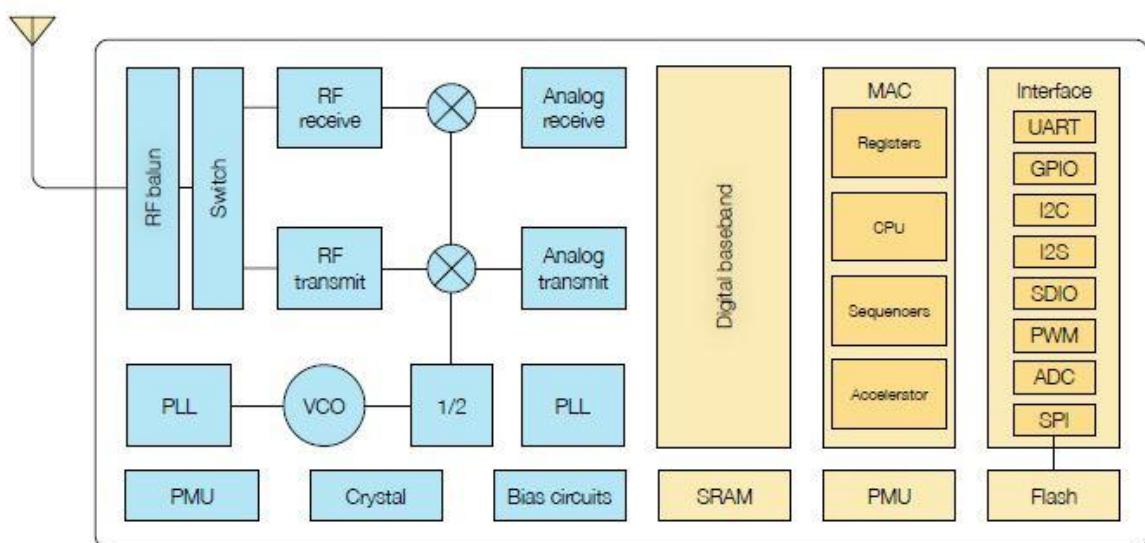 RF balun
Switch
RF
receive
Analog
receive
RF
transmit
Analog
transmit
PLL
VCO
1/2
PLL
PMU
Crystal
Bias circuits
Digital baseband
SRAM
MAC
Registers
CPU
Sequencers
Accelerator
PMU
Interface
UART
GPIO
I2C
I2S
SDIO
PWM
ADC
SPI
Flash